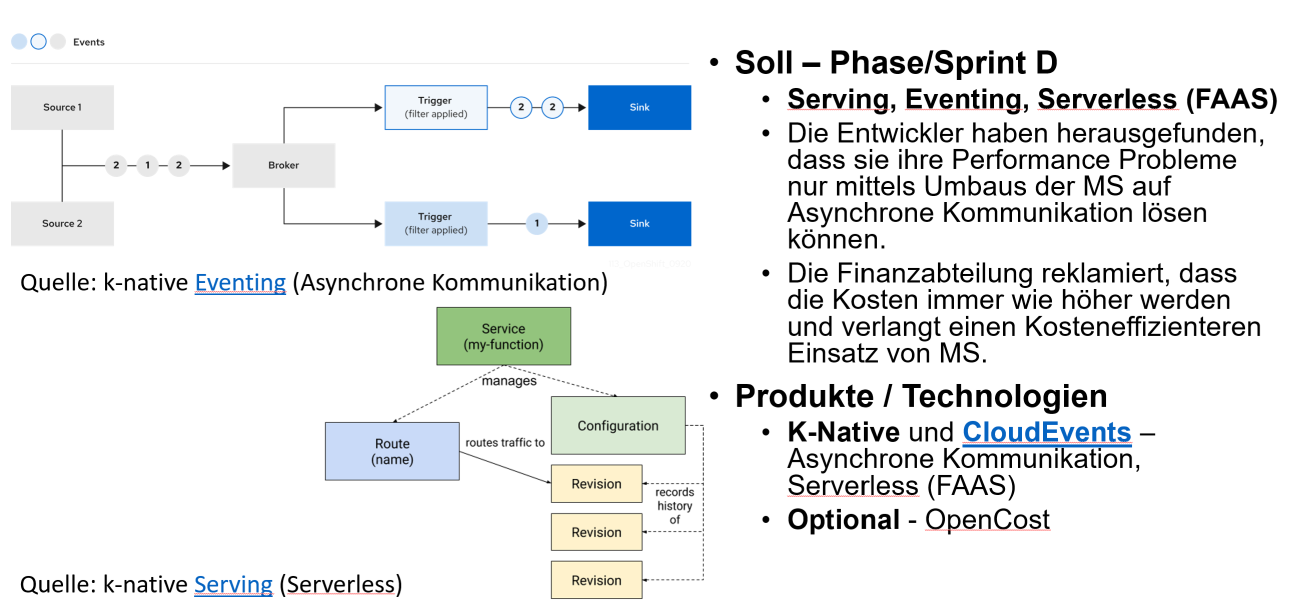 Events
Source 1
Source 2
2
1
2
Broker
Trigger
(filter applied)
2
2
Sink
Trigger
(filter applied)
1
Sink
Quelle: k-native Eventing (Asynchrone Kommunikation)
Service
(my-function)
manages
Route
(name)
routes traffic to
Configuration
Revision
records
history
of
Revision
Revision
Quelle: k-native Serving (Serverless)
• Soll – Phase/Sprint D
• Serving, Eventing, Serverless (FAAS)
• Die Entwickler haben herausgefunden,
dass sie ihre Performance Probleme
nur mittels Umbaus der MS auf
Asynchrone Kommunikation lösen
können.
• Die Finanzabteilung reklamiert, dass
die Kosten immer wie höher werden
und verlangt einen Kosteneffizienteren
Einsatz von MS.
• Produkte / Technologien
• K-Native und CloudEvents –
Asynchrone Kommunikation,
Serverless (FAAS)
• Optional - OpenCost